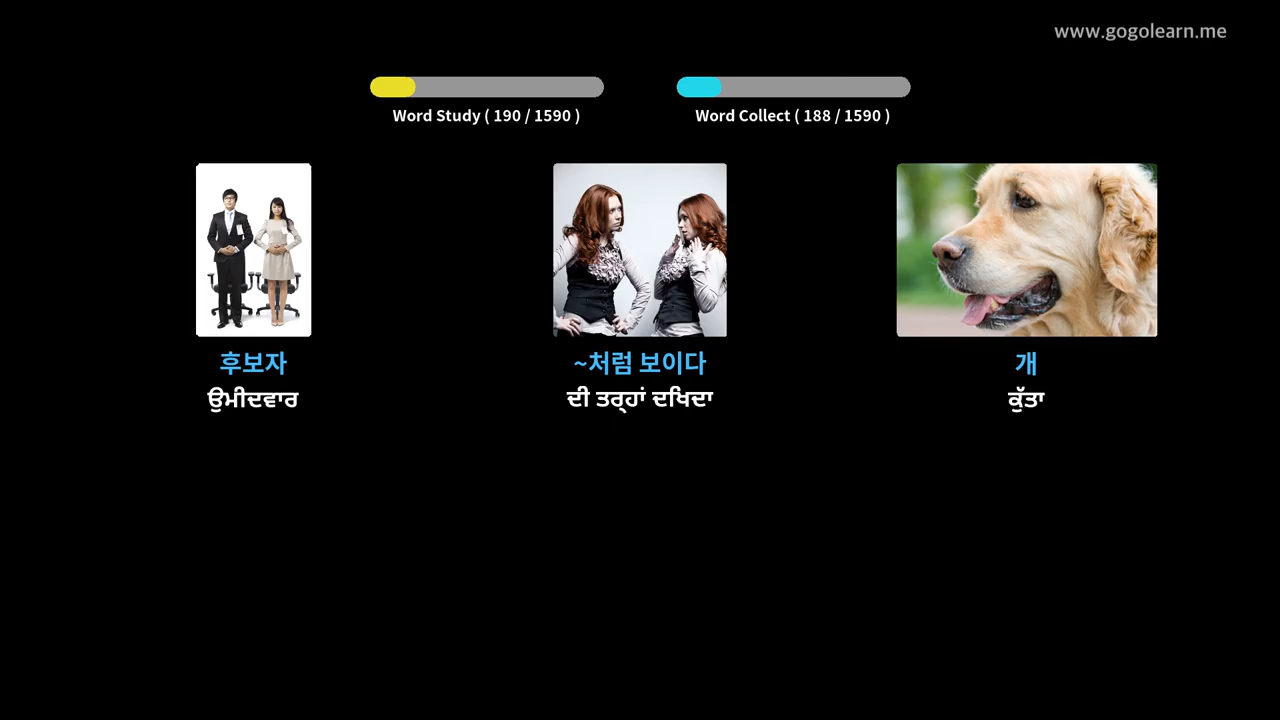 www.gogolearn.me
Word Study ( 190 / 1590 )
Word Collect ( 188 / 1590 )
후보자
~처럼 보이다
개
ਉਮੀਦਵਾਰ
ਦੀ ਤਰ੍ਹਾਂ ਦਖਿਦਾ
ਕੁੱਤਾ